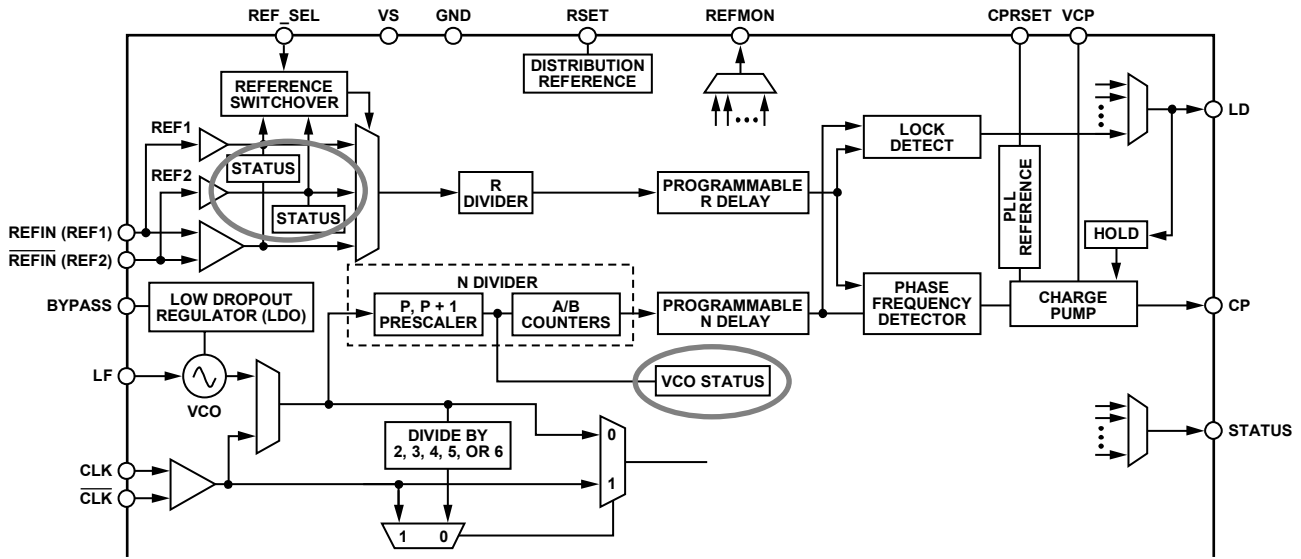 REF_SEL
VS
GND
RSET
REFMON
CPRSET
VCP
DISTRIBUTION
REFERENCE
REFERENCE
SWITCHOVER
REF1
STATUS
REF2
STATUS
REFIN (REF1)
REFIN (REF2)
BYPASS
LF
CLK
CLK
LOW DROPOUT
REGULATOR (LDO)
VCO
R
DIVIDER
PROGRAMMABLE
R DELAY
LOCK
DETECT
LD
PLL
REFERENCE
HOLD
N DIVIDER
P, P + 1
PRESCALER
A/B
COUNTERS
PROGRAMMABLE
N DELAY
PHASE
FREQUENCY
DETECTOR
CHARGE
PUMP
CP
VCO STATUS
DIVIDE BY
2, 3, 4, 5, OR 6
0
1
1 0
STATUS